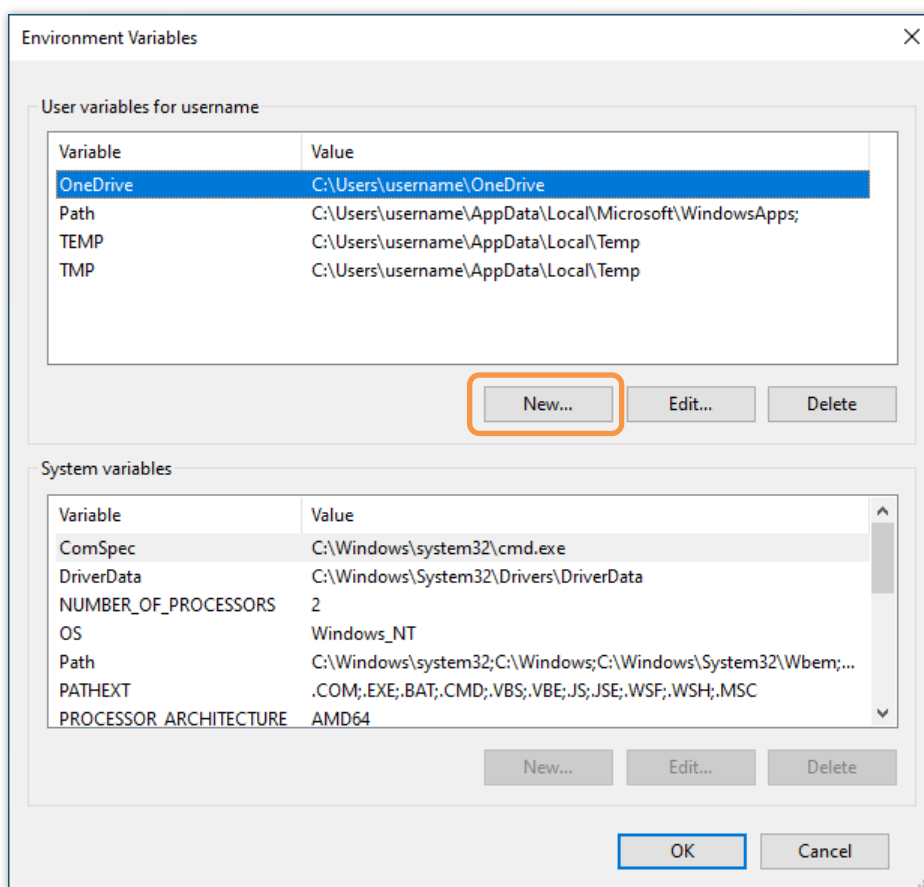 Environment Variables
User variables for username
Variable Value
OneDrive C:\Users\username\OneDrive
Path C:\Users\username\AppData\Local\Microsoft\WindowsApps;
TEMP C:\Users\username\AppData\Local\Temp
TMP C:\Users\username\AppData\Local\Temp
New... Edit... Delete
System variables
Variable Value
ComSpec C:\Windows\system32\cmd.exe
DriverData C:\Windows\System32\Drivers\DriverData
NUMBER_OF_PROCESSORS 2
OS Windows_NT
Path C:\Windows\system32;C:\Windows;C:\Windows\System32\Wbem;...
PATHEXT .COM;.EXE;.BAT;.CMD;.VBS;.VBE;.JS;.JSE;.WSF;.WSH;.MSC
PROCESSOR_ARCHITECTURE AMD64
New... Edit... Delete
OK Cancel